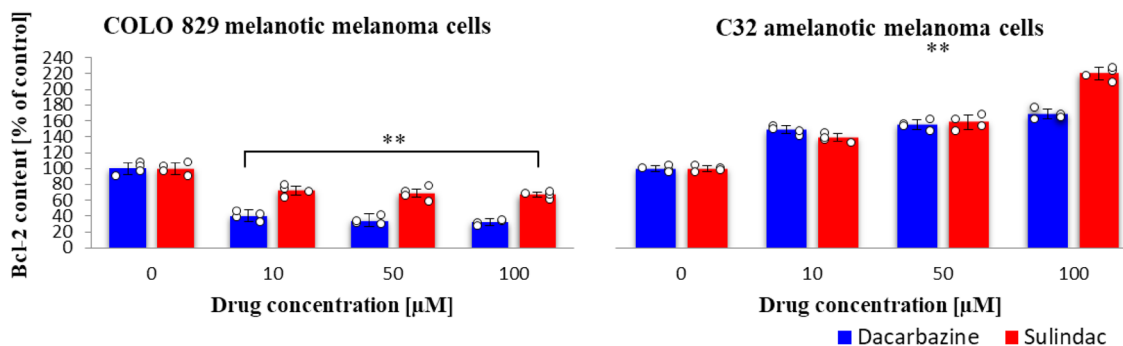 COLO 829 melanotic melanoma cells
C32 amelanotic melanoma cells
Bcl-2 content [% of control]
240
220
200
180
160
140
120
100
80
60
40
20
0
**
**
0 10 50 100
0 10 50 100
Drug concentration [µM]
Drug concentration [µM]
Dacarbazine Sulindac